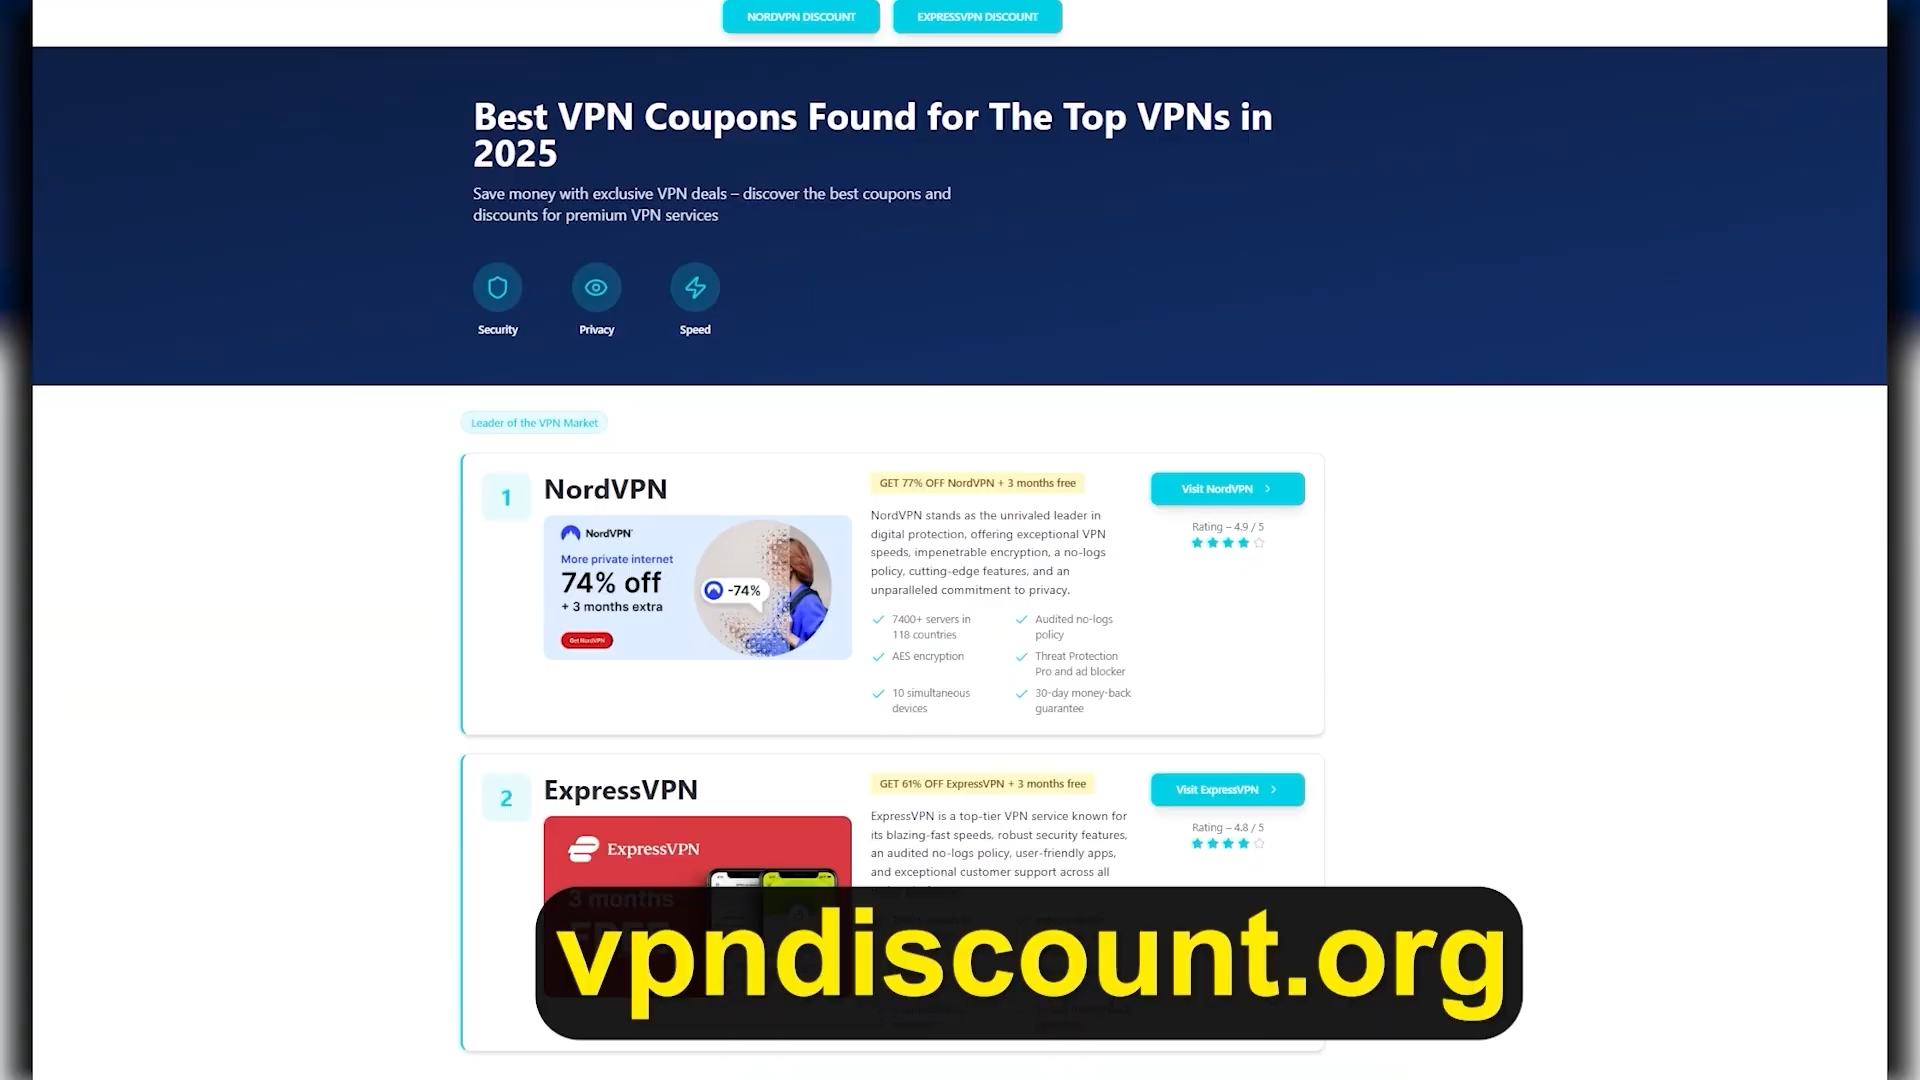 NORDVPN DISCOUNT
EXPRESSVPN DISCOUNT
Best VPN Coupons Found for The Top VPNs in
2025
Save money with exclusive VPN deals – discover the best coupons and
discounts for premium VPN services
Security
Privacy
Speed
Leader of the VPN Market
1
NordVPN
NordVPN
More private internet
74% off
+ 3 months extra
Get NordVPN
-74%
GET 77% OFF NordVPN + 3 months free
NordVPN stands as the unrivaled leader in
digital protection, offering exceptional VPN
speeds, impenetrable encryption, a no-logs
policy, cutting-edge features, and an
unparalleled commitment to privacy.
7400+ servers in
118 countries
Audited no-logs
policy
AES encryption
Threat Protection
Pro and ad blocker
10 simultaneous
devices
30-day money-back
guarantee
Visit NordVPN
Rating – 4.9 / 5
2
ExpressVPN
ExpressVPN
3 months
GET 61% OFF ExpressVPN + 3 months free
ExpressVPN is a top-tier VPN service known for
its blazing-fast speeds, robust security features,
an audited no-logs policy, user-friendly apps,
and exceptional customer support across all
Visit ExpressVPN
Rating – 4.8 / 5
vpndiscount.org